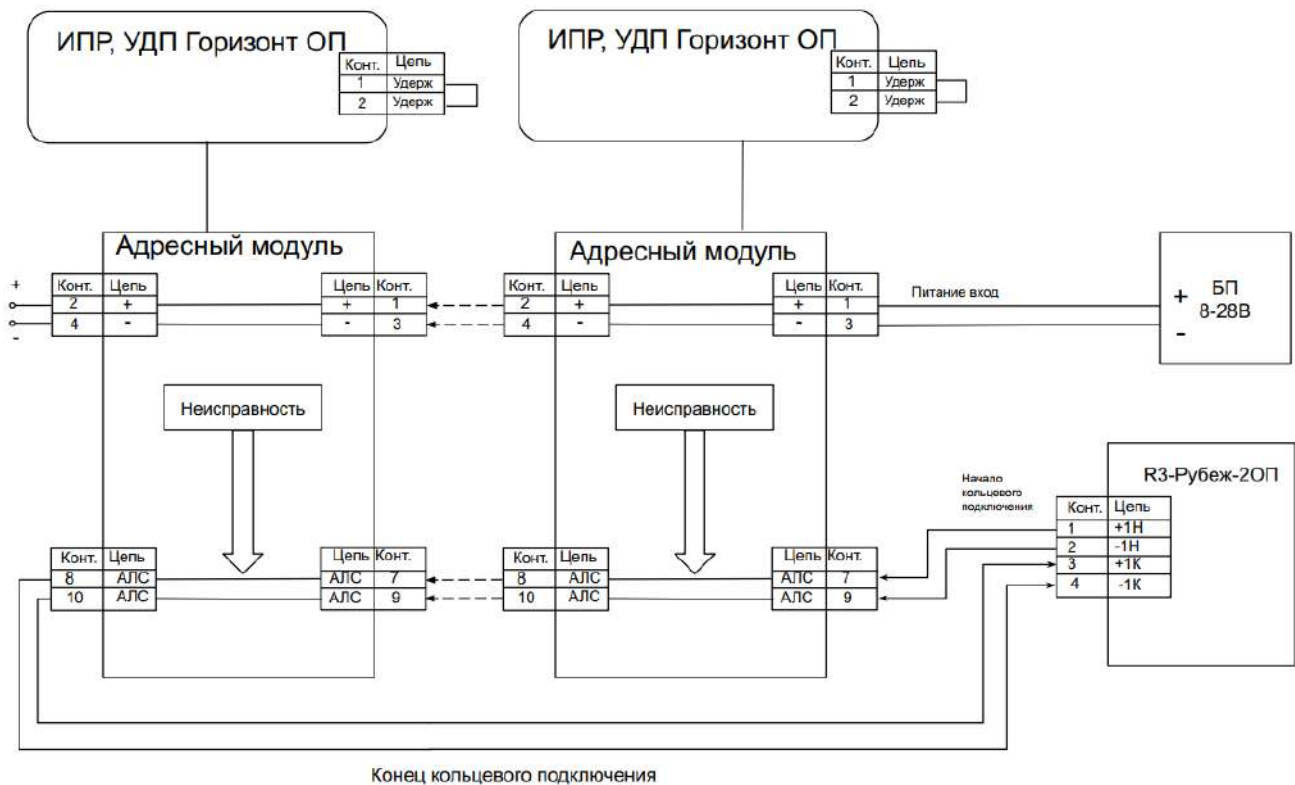 ИПР, УДП Горизонт ОП
Конт. Цепь
1 Удерж
2 Удерж
ИПР, УДП Горизонт ОП
Конт. Цепь
1 Удерж
2 Удерж
Адресный модуль
+
-
Конт. Цепь
2 +
4 -
Цепь Конт.
+ 1
- 3
Адресный модуль
Конт. Цепь
2 +
4 -
Цепь Конт.
+ 1
- 3
Питание вход
+
-
БП
8-28В
Неисправность
Неисправность
Конт. Цепь
8 АЛС
10 АЛС
Цепь Конт.
АЛС 7
АЛС 9
Конт. Цепь
8 АЛС
10 АЛС
Цепь Конт.
АЛС 7
АЛС 9
Начало
кольцевого
подключения
R3-Рубеж-2ОП
Конт. Цепь
1 +1Н
2 -1Н
3 +1К
4 -1К
Конец кольцевого подключения